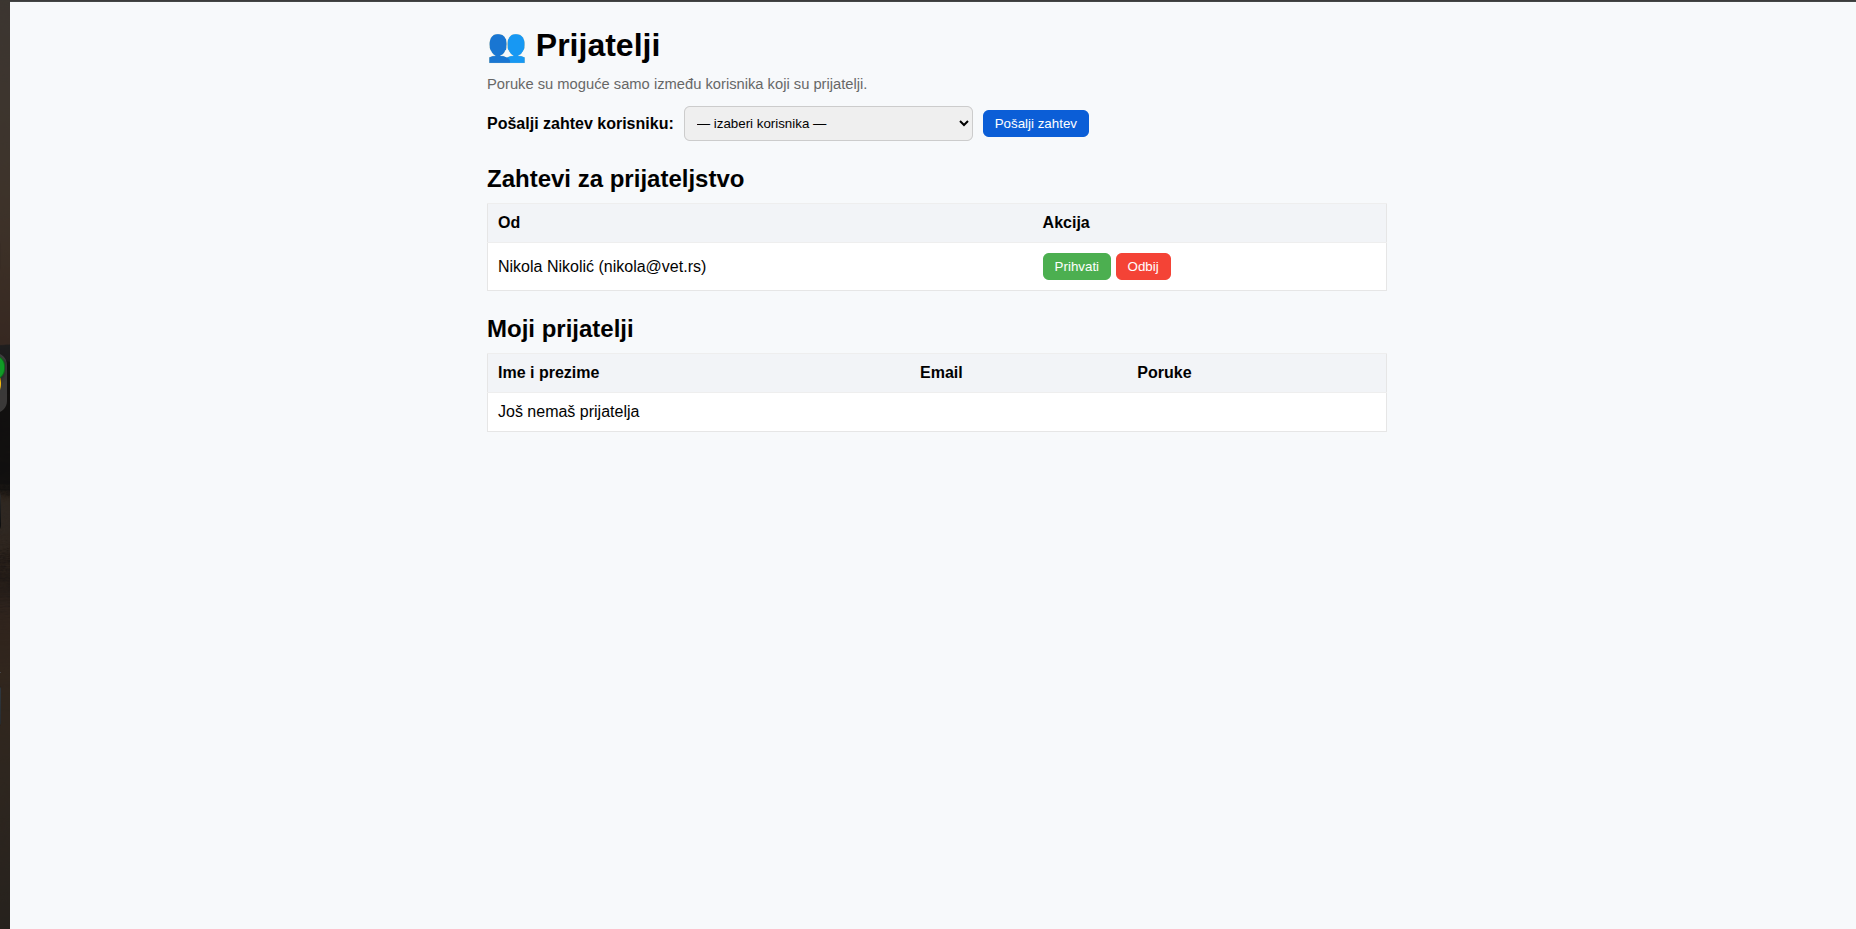 👥 Prijatelji
Poruke su moguće samo između korisnika koji su prijatelji.
Pošalji zahtev korisniku: — izaberi korisnika — Pošalji zahtev
Zahtevi za prijateljstvo
Od Akcija
Nikola Nikolić (nikola@vet.rs) Prihvati Odbij
Moji prijatelji
Ime i prezime Email Poruke
Još nemaš prijatelja